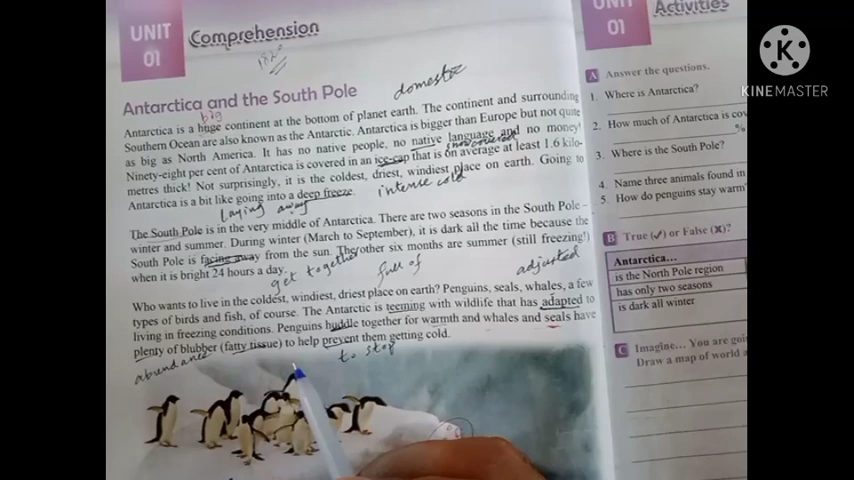 UNIT
01
Comprehension
domestic
Antarctica and the South Pole
big
Antarctica is a huge continent at the bottom of planet earth. The continent and surrounding
Southern Ocean are also known as the Antarctic. Antarctica is bigger than Europe but not quite
as big as North America. It has no native people, no native language and no money!
snow covered
Ninety-eight per cent of Antarctica is covered in an ice-cap that is on average at least 1.6 kilo-
metres thick! Not surprisingly, it is the coldest, driest, windiest place on earth. Going to
Antarctica is a bit like going into a deep freeze.
intense cold
Laying away
The South Pole is in the very middle of Antarctica. There are two seasons in the South Pole –
winter and summer. During winter (March to September), it is dark all the time because the
South Pole is facing away from the sun. The other six months are summer (still freezing!)
when it is bright 24 hours a day.
get together
full of
adjusted
Who wants to live in the coldest, windiest, driest place on earth? Penguins, seals, whales, a few
types of birds and fish, of course. The Antarctic is teeming with wildlife that has adapted to
living in freezing conditions. Penguins huddle together for warmth and whales and seals have
plenty of blubber (fatty tissue) to help prevent them getting cold.
abundance
to stop
UNIT
01
Activities
A Answer the questions.
1. Where is Antarctica?
2. How much of Antarctica is cov
%
3. Where is the South Pole?
4. Name three animals found in
5. How do penguins stay warm
B True (✓) or False (✗)?
Antarctica...
is the North Pole region
has only two seasons
is dark all winter
C Imagine... You are goi
Draw a map of world a
KINEMASTER